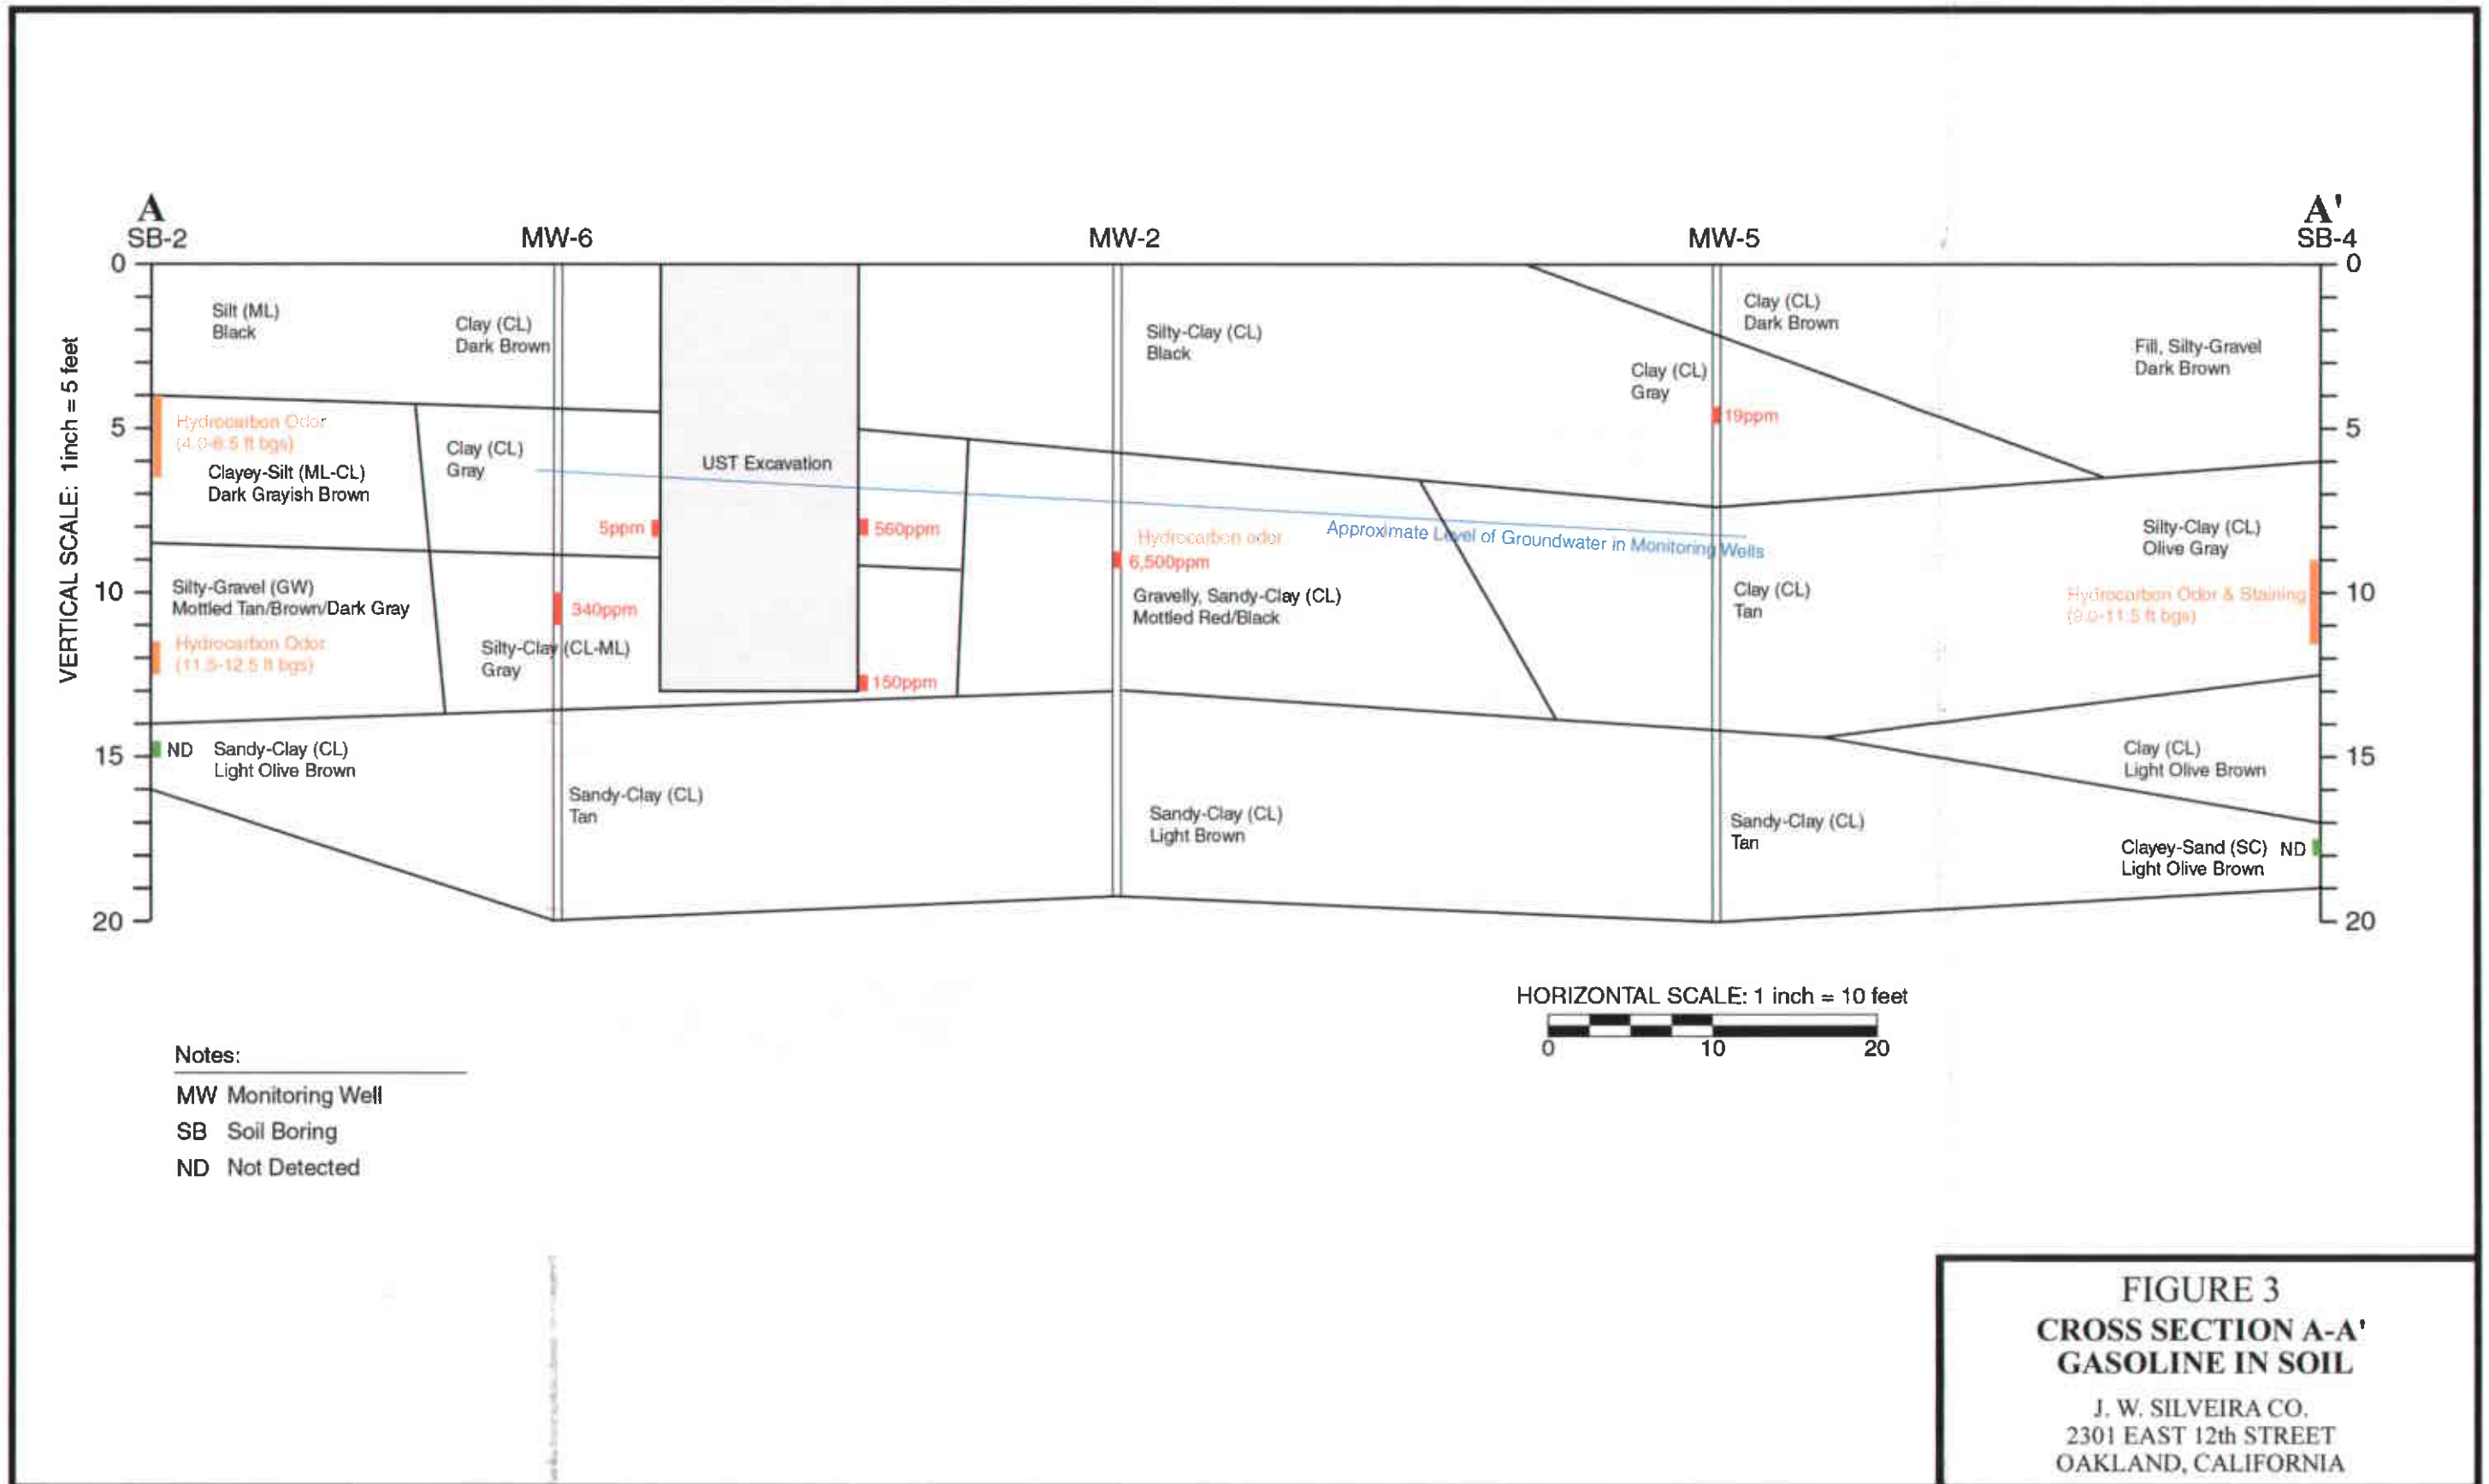 A
SB-2
MW-6
MW-2
MW-5
A'
SB-4
VERTICAL SCALE: 1inch = 5 feet
0
5
10
15
20
0
5
10
15
20
Silt (ML)
Black
Clay (CL)
Dark Brown
Silty-Clay (CL)
Black
Clay (CL)
Dark Brown
Clay (CL)
Gray
19ppm
Fill, Silty-Gravel
Dark Brown
Hydrocarbon Odor
(4.0-6.5 ft bgs)
Clayey-Silt (ML-CL)
Dark Grayish Brown
Clay (CL)
Gray
UST Excavation
5ppm
560ppm
Hydrocarbon odor
6,500ppm
Gravelly, Sandy-Clay (CL)
Mottled Red/Black
Approximate Level of Groundwater in Monitoring Wells
Clay (CL)
Tan
Silty-Clay (CL)
Olive Gray
Hydrocarbon Odor & Staining
(9.0-11.5 ft bgs)
Silty-Gravel (GW)
Mottled Tan/Brown/Dark Gray
Hydrocarbon Odor
(11.5-12.5 ft bgs)
340ppm
Silty-Clay (CL-ML)
Gray
150ppm
ND
Sandy-Clay (CL)
Light Olive Brown
Sandy-Clay (CL)
Tan
Sandy-Clay (CL)
Light Brown
Sandy-Clay (CL)
Tan
Clay (CL)
Light Olive Brown
Clayey-Sand (SC) ND
Light Olive Brown
HORIZONTAL SCALE: 1 inch = 10 feet
0 10 20
Notes:
MW Monitoring Well
SB Soil Boring
ND Not Detected
FIGURE 3
CROSS SECTION A-A'
GASOLINE IN SOIL
J. W. SILVEIRA CO.
2301 EAST 12th STREET
OAKLAND, CALIFORNIA